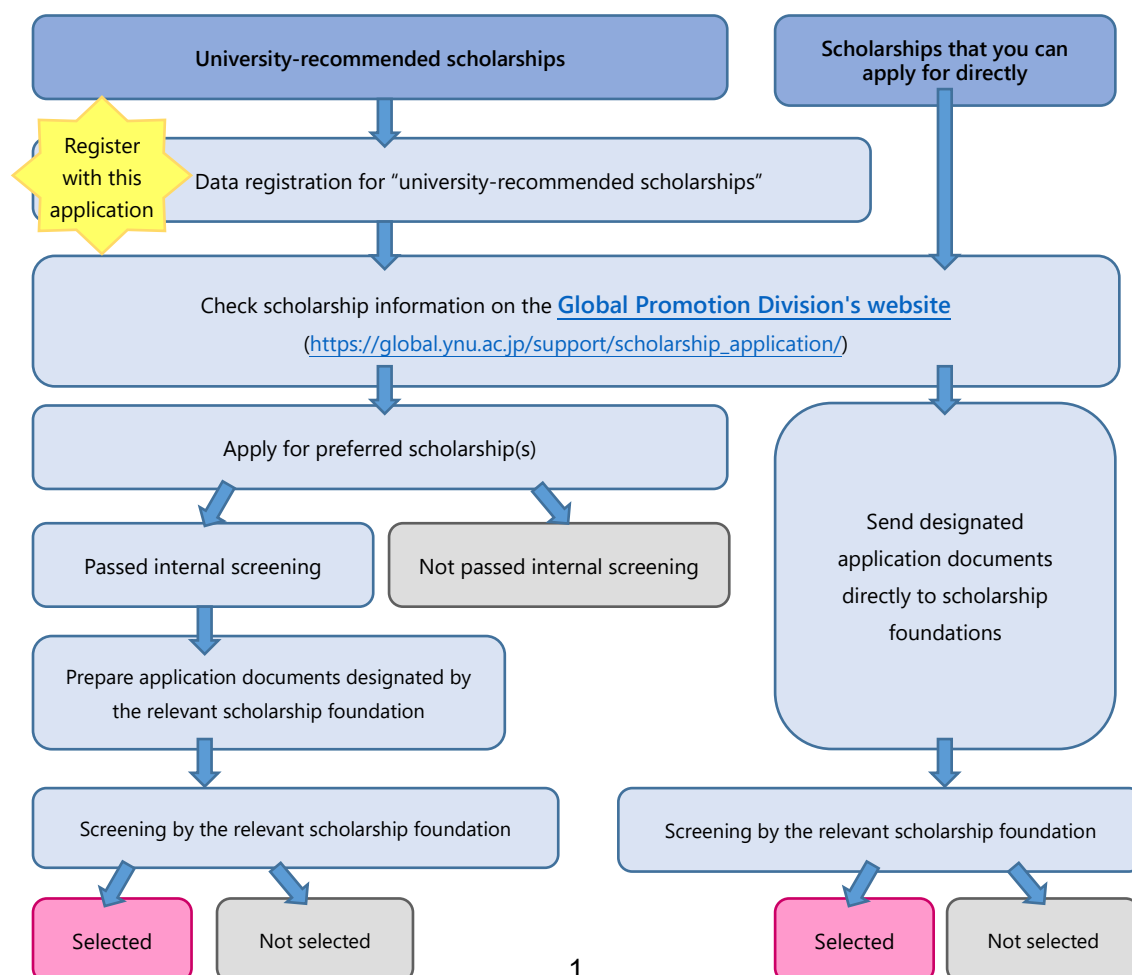 University-recommended scholarships
Scholarships that you can
apply for directly
Register
with this
application
Data registration for “university-recommended scholarships”
Check scholarship information on the Global Promotion Division's website
(https://global.ynu.ac.jp/support/scholarship_application/)
Apply for preferred scholarship(s)
Passed internal screening
Not passed internal screening
Send designated
application documents
directly to scholarship
foundations
Prepare application documents designated by
the relevant scholarship foundation
Screening by the relevant scholarship foundation
Screening by the relevant scholarship foundation
Selected
Not selected
Selected
Not selected
1